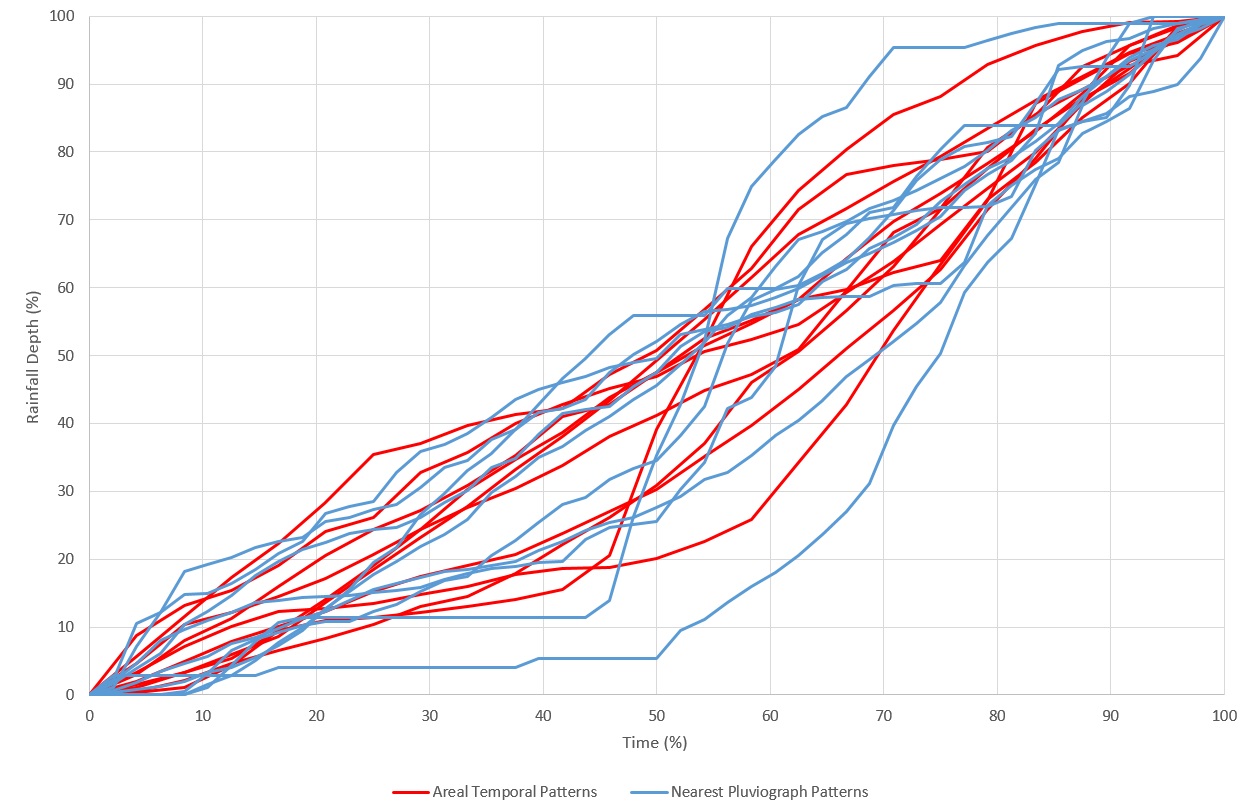 100
90
80
70
60
50
40
30
20
10
0
Rainfall Depth (%)
0 10 20 30 40 50 60 70 80 90 100
Time (%)
Areal Temporal Patterns Nearest Pluviograph Patterns